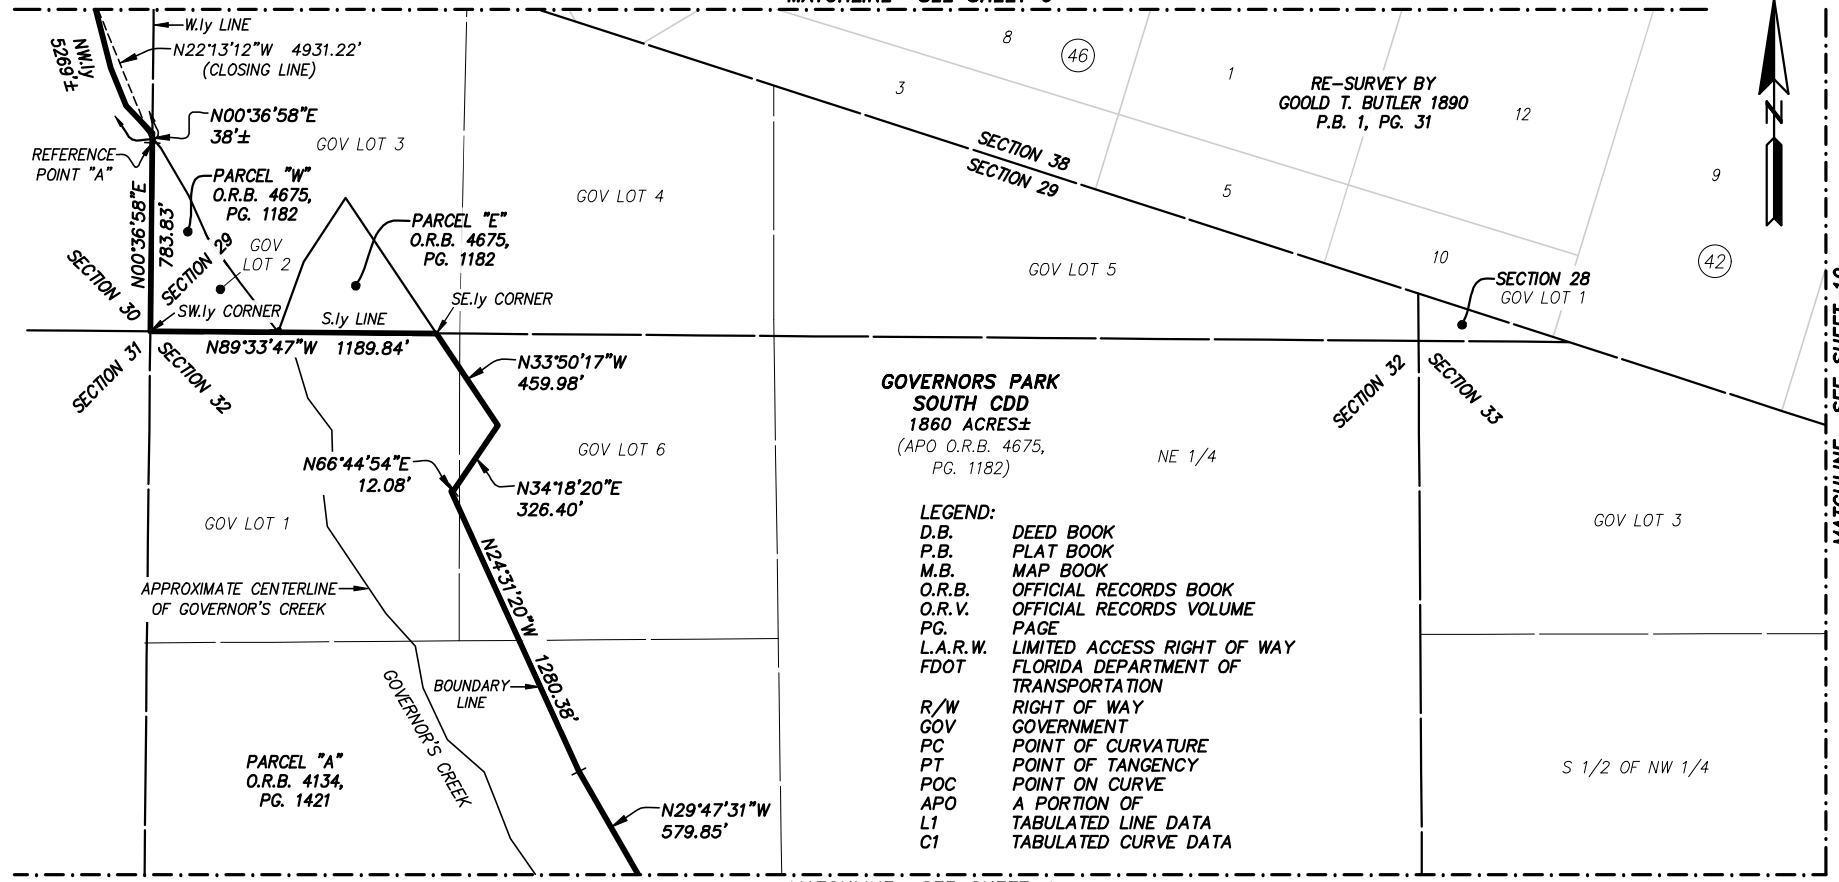 W.ly LINE
N22°13'12"W 4931.22'
(CLOSING LINE)
NW.ly
5269'±
N00°36'58"E
38'±
REFERENCE
POINT "A"
GOV LOT 3
PARCEL "W"
O.R.B. 4675,
PG. 1182
N00°36'58"E
783.83'
SECTION 30
SECTION 29
GOV
LOT 2
PARCEL "E"
O.R.B. 4675,
PG. 1182
GOV LOT 4
SW.ly CORNER
S.ly LINE
SE.ly CORNER
N89°33'47"W 1189.84'
SECTION 31
SECTION 32
8
46
3
1
RE-SURVEY BY
GOOLD T. BUTLER 1890
P.B. 1, PG. 31
12
N
SECTION 38
SECTION 29
5
9
10
42
GOV LOT 5
SECTION 28
GOV LOT 1
SECTION 32
SECTION 33
N33°50'17"W
459.98'
GOVERNORS PARK
SOUTH CDD
1860 ACRES±
(APO O.R.B. 4675,
PG. 1182)
NE 1/4
GOV LOT 6
N66°44'54"E
12.08'
N34°18'20"E
326.40'
GOV LOT 1
GOV LOT 3
N24°31'20"W 1280.38'
APPROXIMATE CENTERLINE
OF GOVERNOR'S CREEK
BOUNDARY
LINE
GOVERNOR'S CREEK
PARCEL "A"
O.R.B. 4134,
PG. 1421
N29°47'31"W
579.85'
S 1/2 OF NW 1/4
LEGEND:
D.B. DEED BOOK
P.B. PLAT BOOK
M.B. MAP BOOK
O.R.B. OFFICIAL RECORDS BOOK
O.R.V. OFFICIAL RECORDS VOLUME
PG. PAGE
L.A.R.W. LIMITED ACCESS RIGHT OF WAY
FDOT FLORIDA DEPARTMENT OF
TRANSPORTATION
R/W RIGHT OF WAY
GOV GOVERNMENT
PC POINT OF CURVATURE
PT POINT OF TANGENCY
POC POINT ON CURVE
APO A PORTION OF
L1 TABULATED LINE DATA
C1 TABULATED CURVE DATA